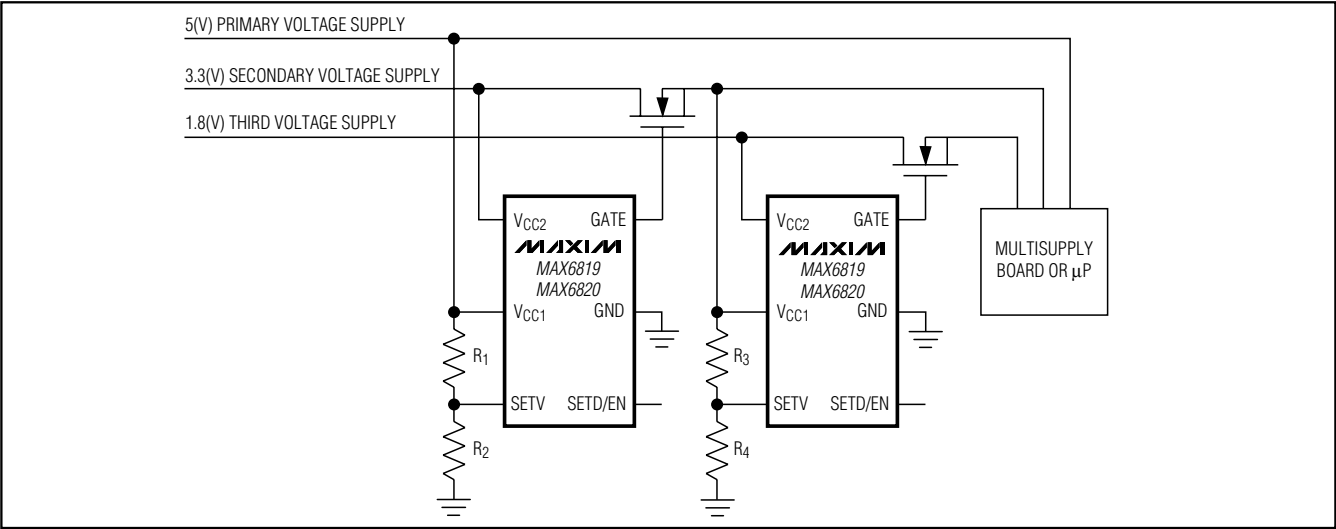 5(V) PRIMARY VOLTAGE SUPPLY
3.3(V) SECONDARY VOLTAGE SUPPLY
1.8(V) THIRD VOLTAGE SUPPLY
VCC2 GATE
MAXIM
MAX6819
MAX6820
VCC1 GND
R1
SETV SETD/EN
R2
VCC2 GATE
MAXIM
MAX6819
MAX6820
VCC1 GND
R3
SETV SETD/EN
R4
MULTISUPPLY
BOARD OR µP